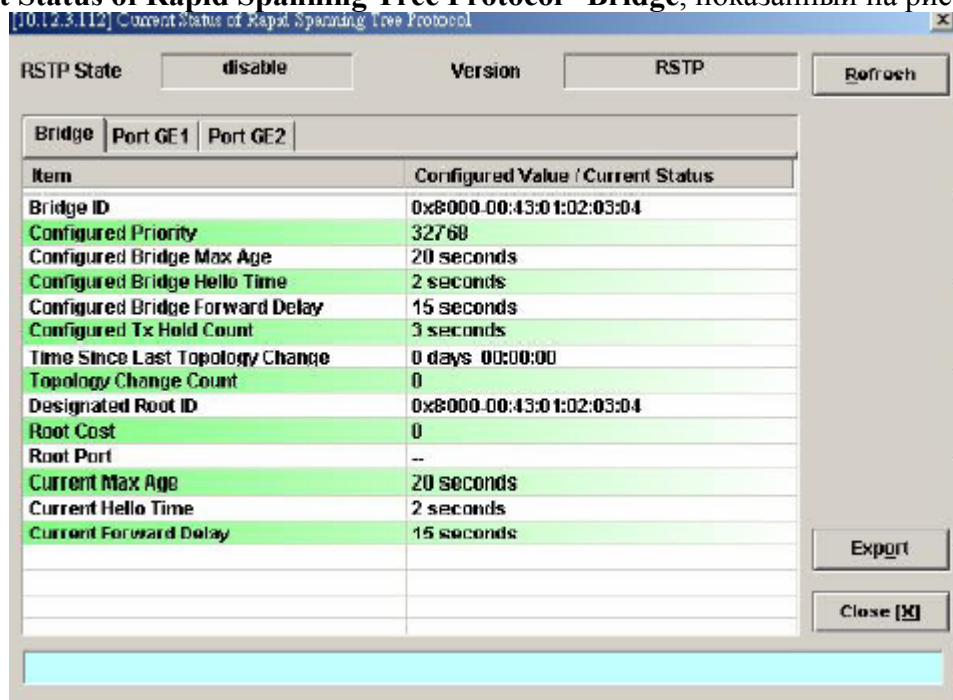 t Status of Rapid Spanning Tree Protocol–Bridge, показанный на рис
[10.12.3.112] Current Status of Rapid Spanning Tree Protocol
RSTP State disable Version RSTP Refresh
Bridge Port GE1 Port GE2
Item Configured Value / Current Status
Bridge ID 0x8000-00:43:01:02:03:04
Configured Priority 32768
Configured Bridge Max Age 20 seconds
Configured Bridge Hello Time 2 seconds
Configured Bridge Forward Delay 15 seconds
Configured Tx Hold Count 3 seconds
Time Since Last Topology Change 0 days 00:00:00
Topology Change Count 0
Designated Root ID 0x8000-00:43:01:02:03:04
Root Cost 0
Root Port --
Current Max Age 20 seconds
Current Hello Time 2 seconds
Current Forward Delay 15 seconds
Export
Close [X]